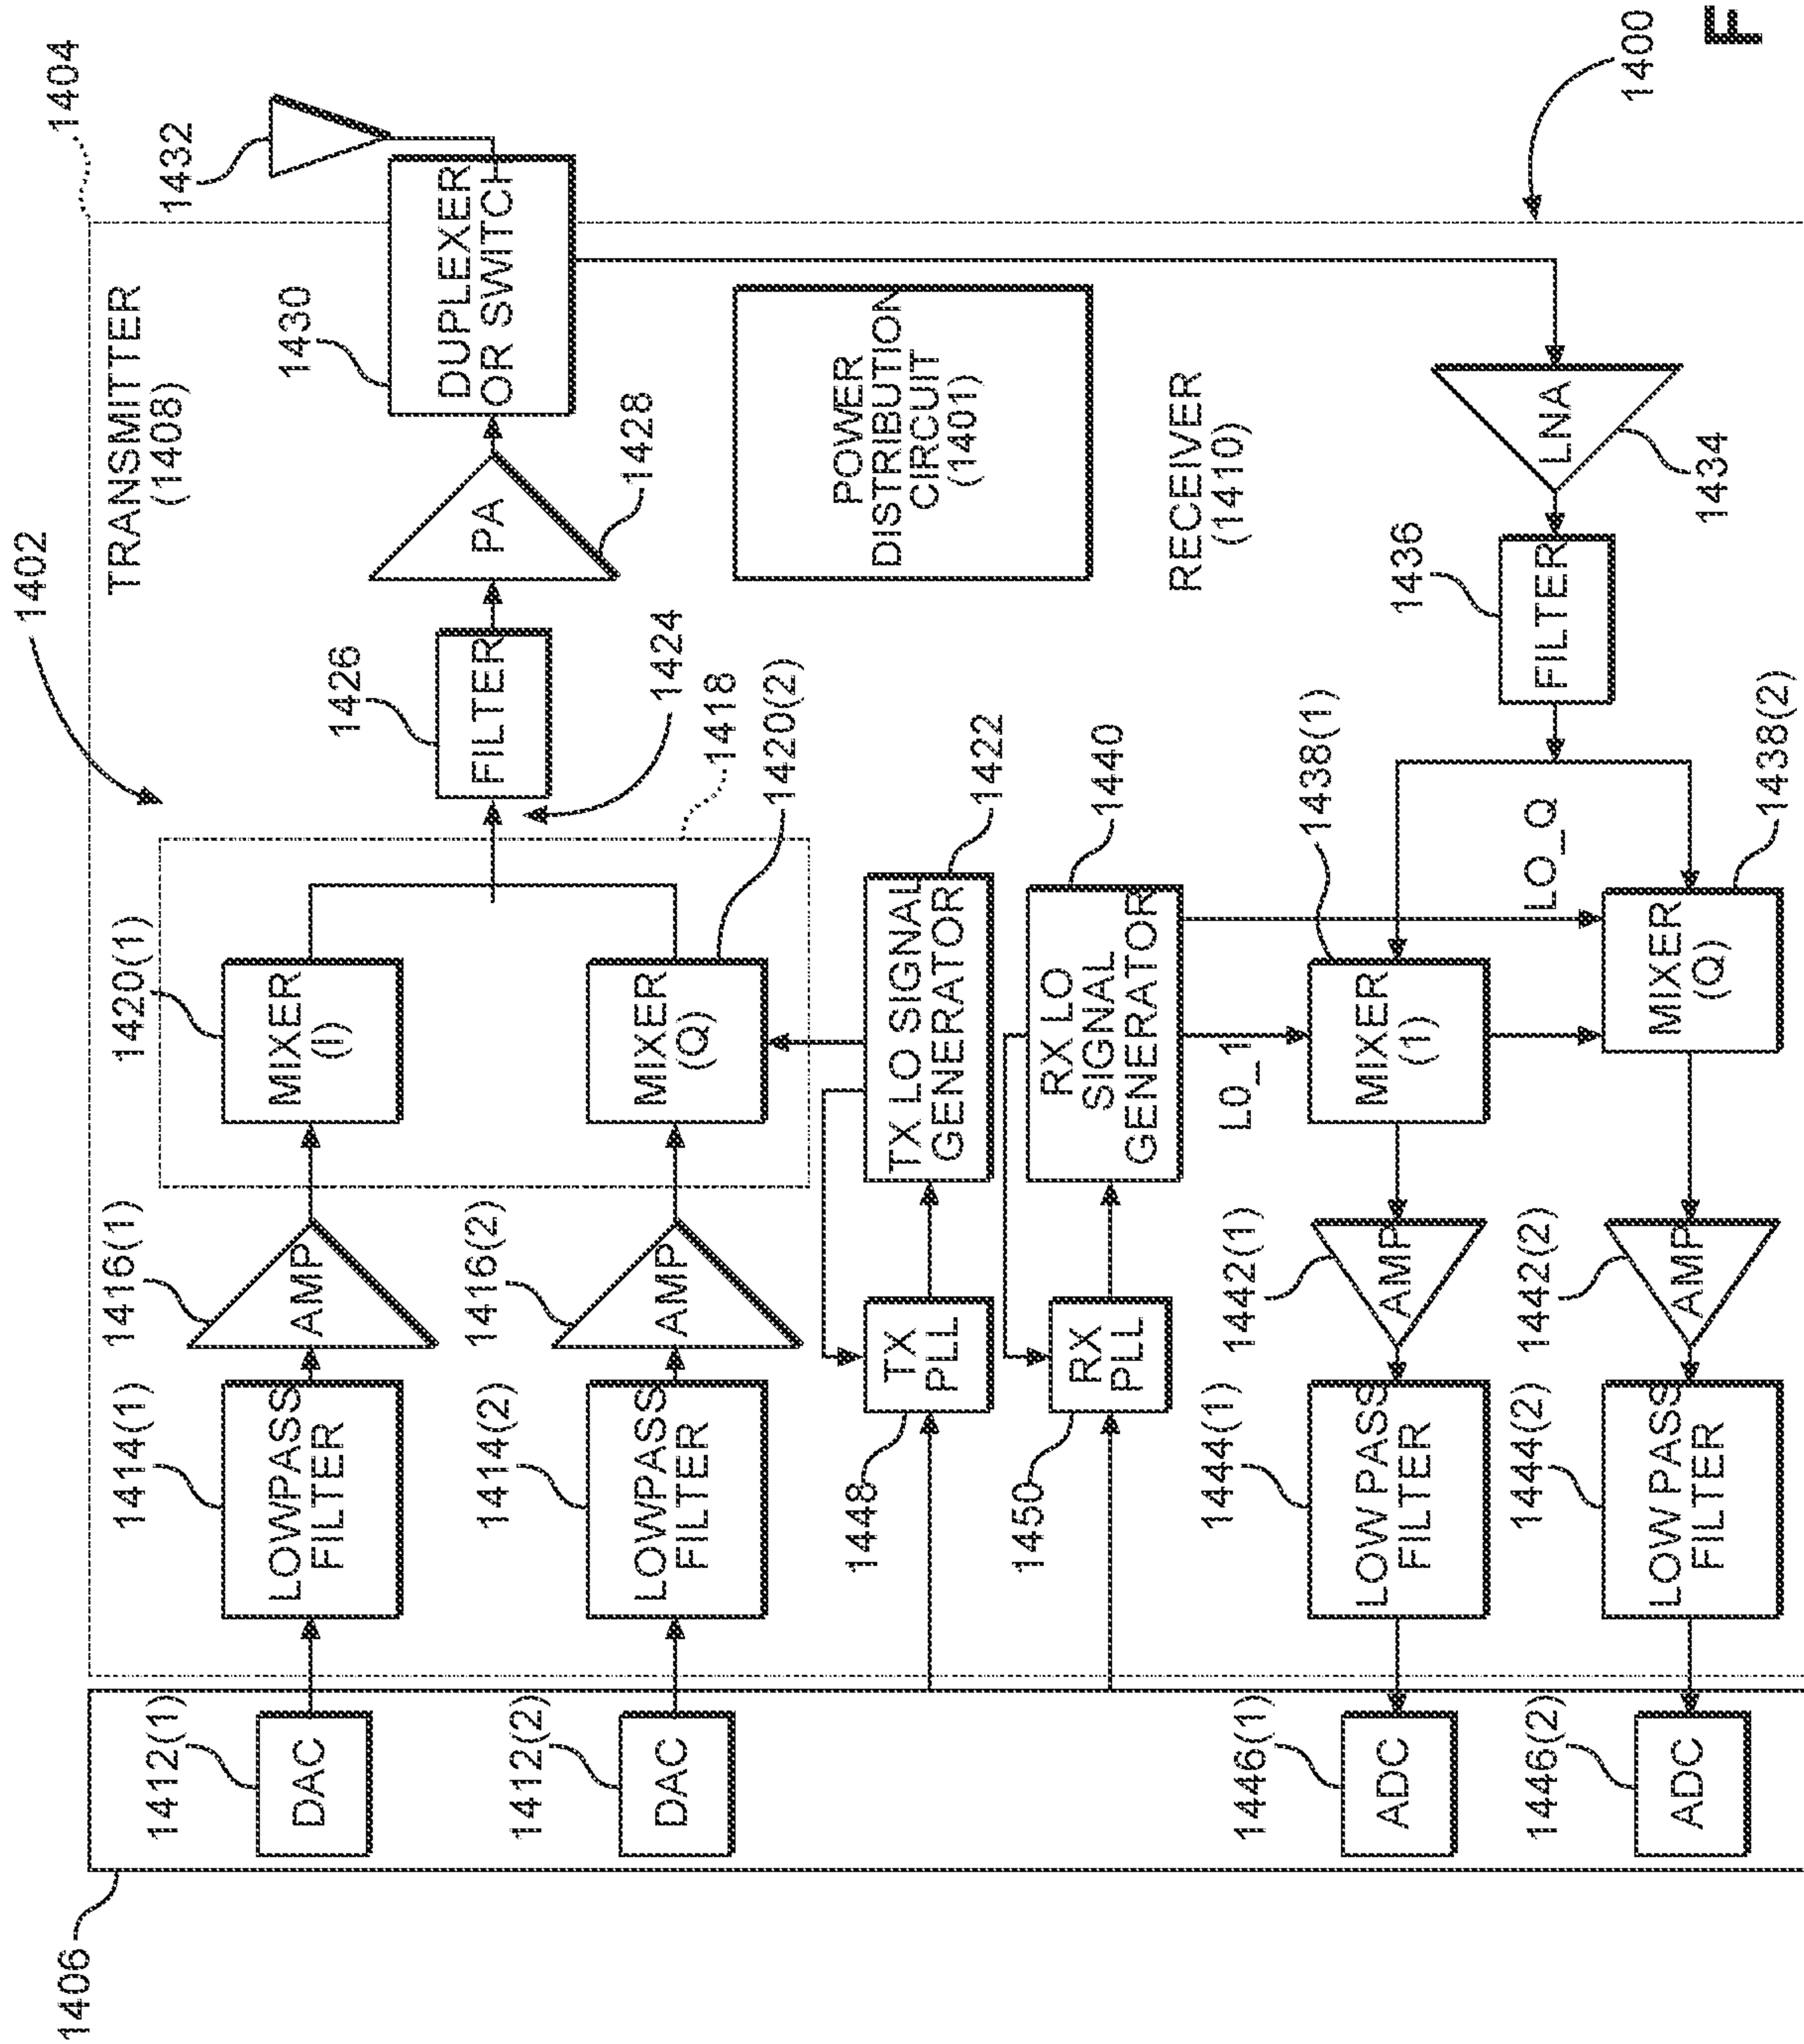 1406
1402
1404
TRANSMITTER
(1408)
1432
1412(1)
DAC
1414(1)
LOWPASS
FILTER
1416(1)
AMP
1420(1)
MIXER
(I)
1426
FILTER
PA
1430
DUPLEXER
OR SWITCH
1424
1428
1418
1412(2)
DAC
1414(2)
LOWPASS
FILTER
1416(2)
AMP
MIXER
(Q)
1420(2)
1448
TX
PLL
TX LO SIGNAL
GENERATOR
1422
POWER
DISTRIBUTION
CIRCUIT
(1401)
1450
RX
PLL
RX LO
SIGNAL
GENERATOR
1440
RECEIVER
(1410)
LO_1
1438(1)
1436
1446(1)
ADC
1444(1)
LOW PASS
FILTER
1442(1)
AMP
MIXER
(1)
LO_Q
FILTER
LNA
1434
1446(2)
ADC
1444(2)
LOW PASS
FILTER
1442(2)
AMP
MIXER
(Q)
1438(2)
1400
F